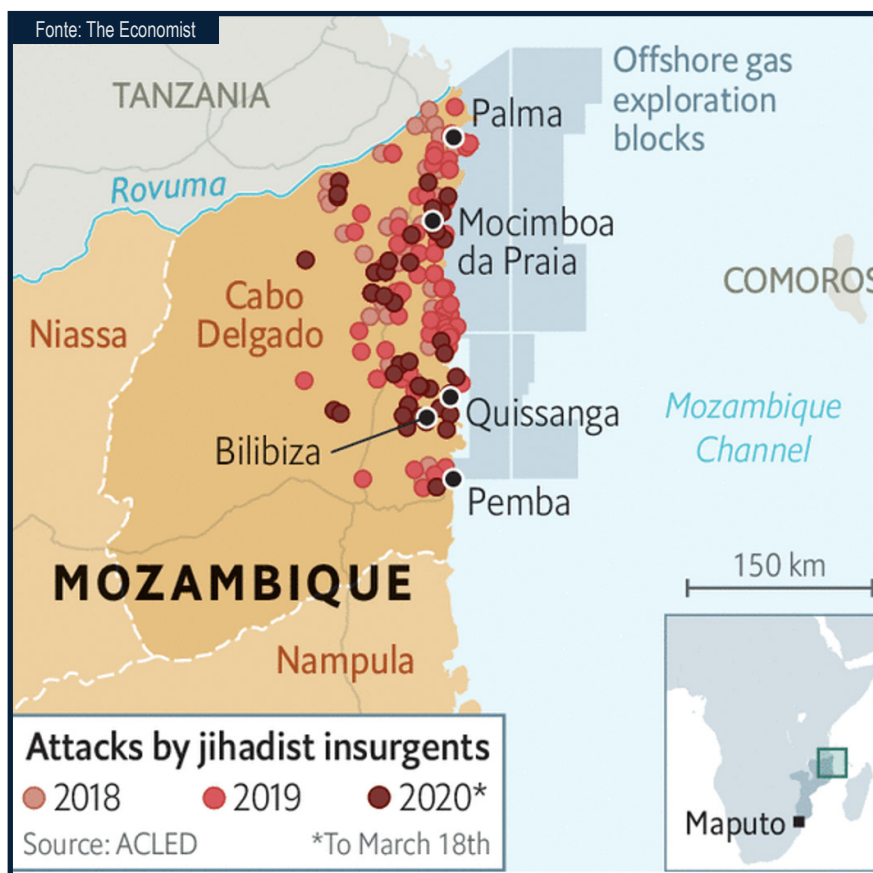 Fonte: The Economist
TANZANIA
Offshore gas
exploration
blocks
Palma
Rovuma
Mocimboa
da Praia
COMOROS
Cabo
Delgado
Niassa
Quissanga
Mozambique
Channel
Bilibiza
Pemba
150 km
MOZAMBIQUE
Nampula
Attacks by jihadist insurgents
2018 2019 2020*
Source: ACLED *To March 18th
Maputo